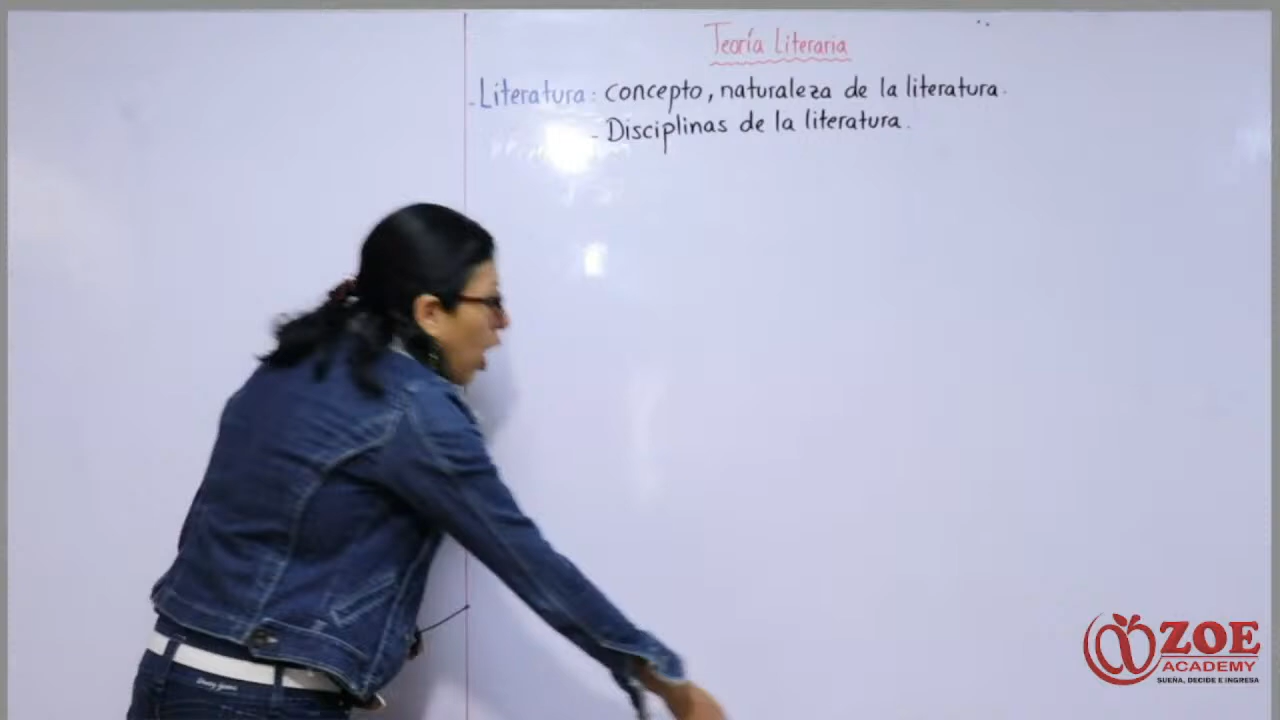 Teoría Literaria
- Literatura: concepto, naturaleza de la literatura.
- Disciplinas de la literatura.
ZOE
ACADEMY
SUEÑA, DECIDE E INGRESA